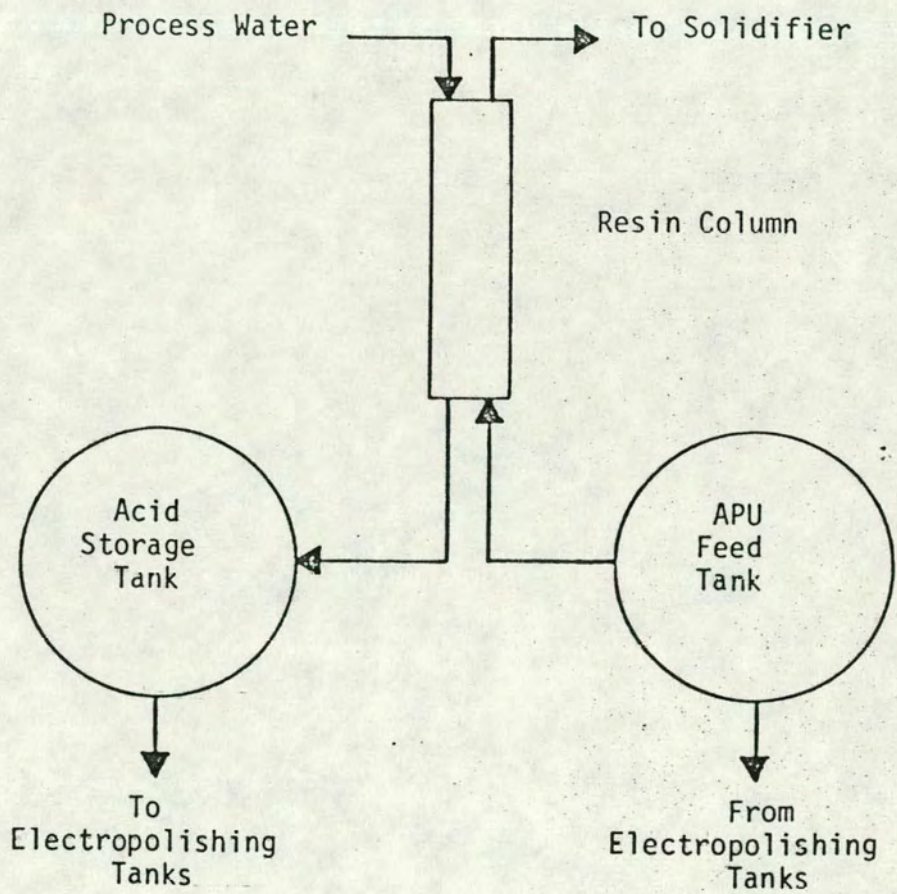 Process Water
To Solidifier
Resin Column
Acid
Storage
Tank
APU
Feed
Tank
To
Electropolishing
Tanks
From
Electropolishing
Tanks